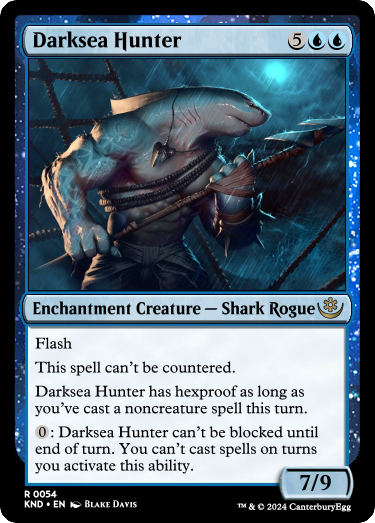 Darksea Hunter 5
Enchantment Creature — Shark Rogue
Flash
This spell can't be countered.
Darksea Hunter has hexproof as long as
you've cast a noncreature spell this turn.
0: Darksea Hunter can't be blocked until
end of turn. You can't cast spells on turns
you activate this ability.
7/9
R 0054
KND • EN Blake Davis
™ & © 2024 CanterburyEgg